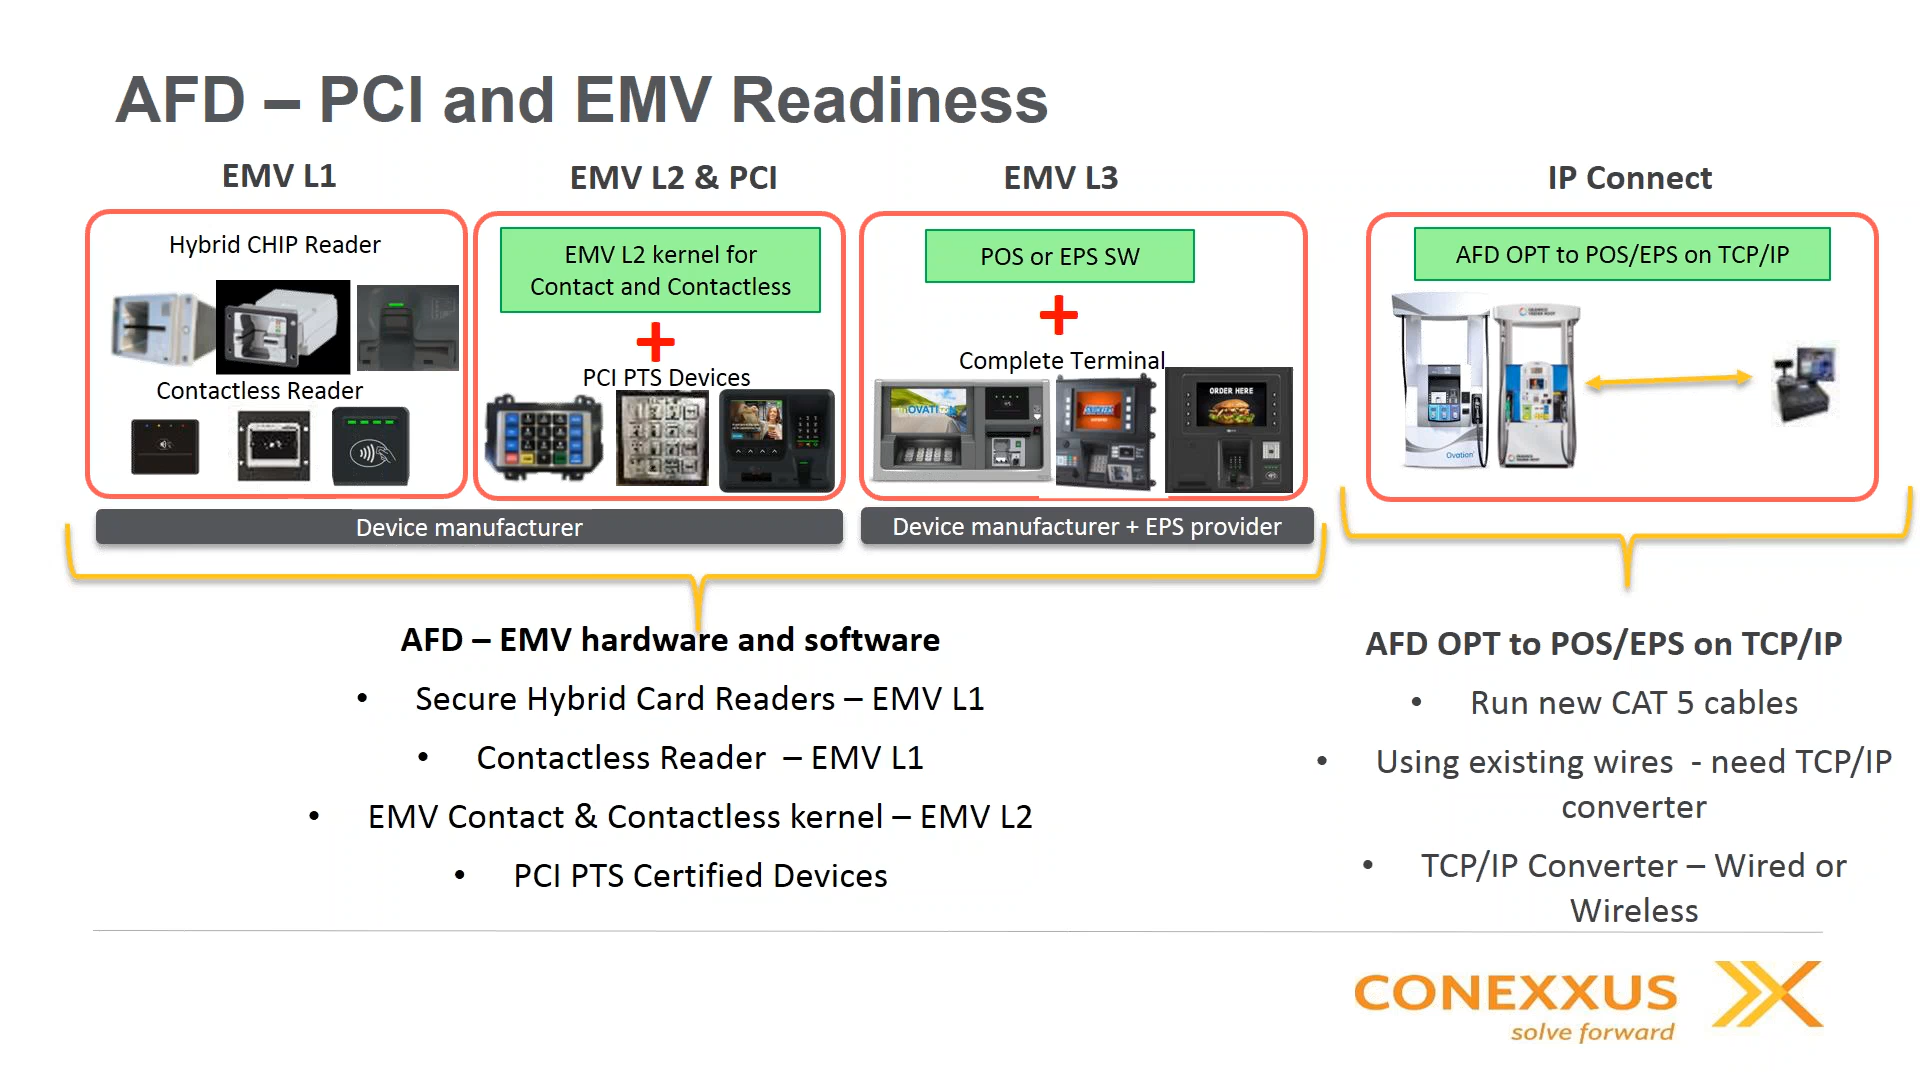 AFD – PCI and EMV Readiness
EMV L1
EMV L2 & PCI
EMV L3
IP Connect
Hybrid CHIP Reader
Contactless Reader
EMV L2 kernel for
Contact and Contactless
+
PCI PTS Devices
POS or EPS SW
+
Complete Terminal
OVATI
ORDER HERE
AFD OPT to POS/EPS on TCP/IP
Ovation
Device manufacturer
Device manufacturer + EPS provider
AFD – EMV hardware and software
• Secure Hybrid Card Readers – EMV L1
• Contactless Reader – EMV L1
• EMV Contact & Contactless kernel – EMV L2
• PCI PTS Certified Devices
AFD OPT to POS/EPS on TCP/IP
• Run new CAT 5 cables
• Using existing wires - need TCP/IP
converter
• TCP/IP Converter – Wired or
Wireless
CONEXXUS
solve forward